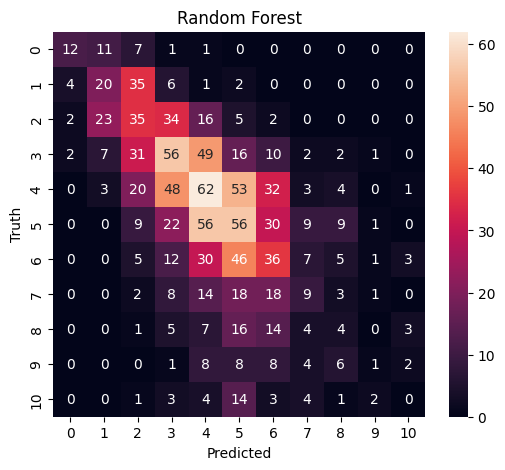 Random Forest
0 12 11 7 1 1 0 0 0 0 0 0
1 4 20 35 6 1 2 0 0 0 0 0
2 2 23 35 34 16 5 2 0 0 0 0
3 2 7 31 56 49 16 10 2 2 1 0
4 0 3 20 48 62 53 32 3 4 0 1
5 0 0 9 22 56 56 30 9 9 1 0
6 0 0 5 12 30 46 36 7 5 1 3
7 0 0 2 8 14 18 18 9 3 1 0
8 0 0 1 5 7 16 14 4 4 0 3
9 0 0 0 1 8 8 8 4 6 1 2
10 0 0 1 3 4 14 3 4 1 2 0
0 1 2 3 4 5 6 7 8 9 10
Predicted
Truth
60
50
40
30
20
10
0